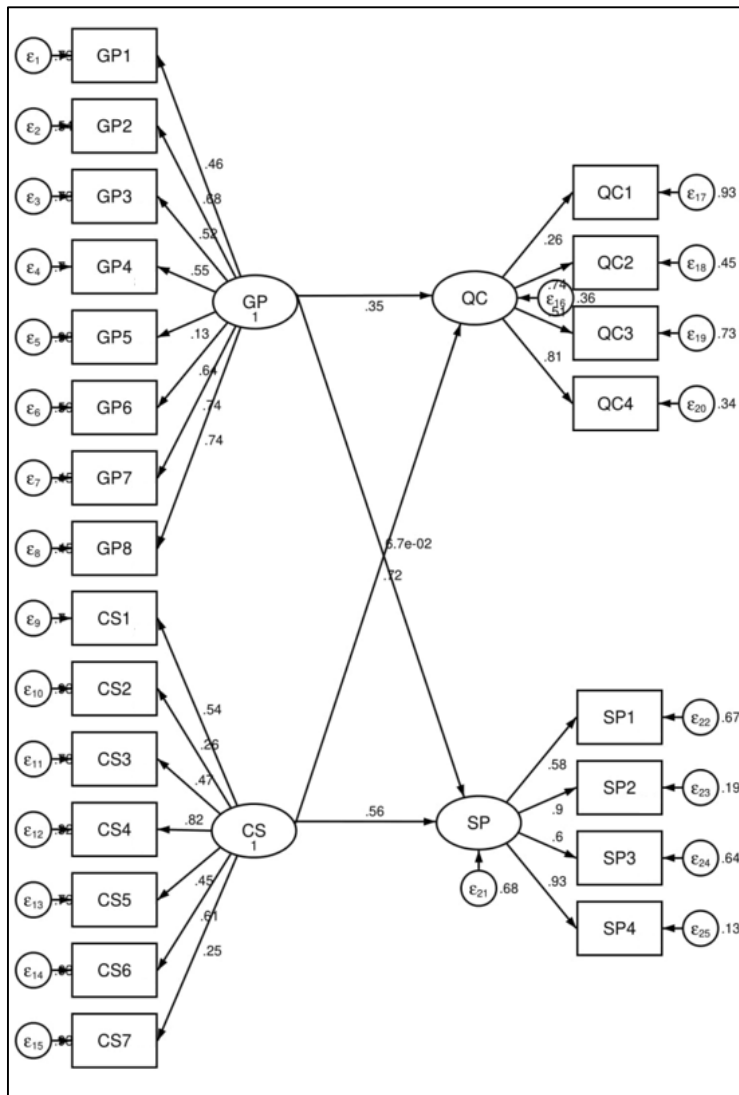 ε1 GP1
ε2 GP2
ε3 GP3
ε4 GP4
ε5 GP5
ε6 GP6
ε7 GP7
ε8 GP8
.46
.68
.52
.55
.13
.64
.74
.74
GP
1
.35
ε9 CS1
ε10 CS2
ε11 CS3
ε12 CS4
ε13 CS5
ε14 CS6
ε15 CS7
.54
.26
.47
.82
.45
.61
.25
CS
1
.56
6.7e-02
.72
QC
ε16 .36
.26
.74
.51
.81
QC1 ε17 .93
QC2 ε18 .45
QC3 ε19 .73
QC4 ε20 .34
SP
ε21 .68
.58
.9
.6
.93
SP1 ε22 .67
SP2 ε23 .19
SP3 ε24 .64
SP4 ε25 .13